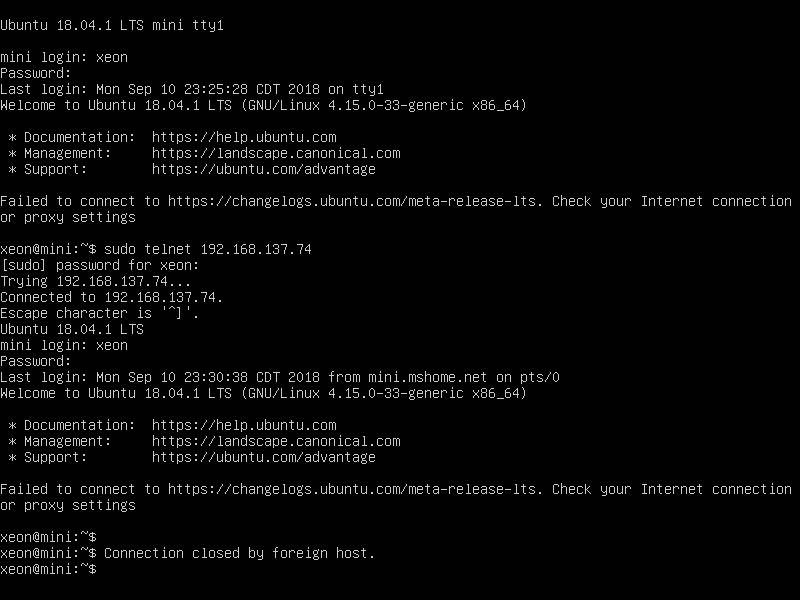 Ubuntu 18.04.1 LTS mini tty1
mini login: xeon
Password:
Last login: Mon Sep 10 23:25:28 CDT 2018 on tty1
Welcome to Ubuntu 18.04.1 LTS (GNU/Linux 4.15.0-33-generic x86_64)
* Documentation:  https://help.ubuntu.com
* Management:     https://landscape.canonical.com
* Support:        https://ubuntu.com/advantage
Failed to connect to https://changelogs.ubuntu.com/meta-release-lts. Check your Internet connection
or proxy settings
xeon@mini:~$ sudo telnet 192.168.137.74
[sudo] password for xeon:
Trying 192.168.137.74...
Connected to 192.168.137.74.
Escape character is '^]'.
Ubuntu 18.04.1 LTS
mini login: xeon
Password:
Last login: Mon Sep 10 23:30:38 CDT 2018 from mini.mshome.net on pts/0
Welcome to Ubuntu 18.04.1 LTS (GNU/Linux 4.15.0-33-generic x86_64)
* Documentation:  https://help.ubuntu.com
* Management:     https://landscape.canonical.com
* Support:        https://ubuntu.com/advantage
Failed to connect to https://changelogs.ubuntu.com/meta-release-lts. Check your Internet connection
or proxy settings
xeon@mini:~$
xeon@mini:~$ Connection closed by foreign host.
xeon@mini:~$